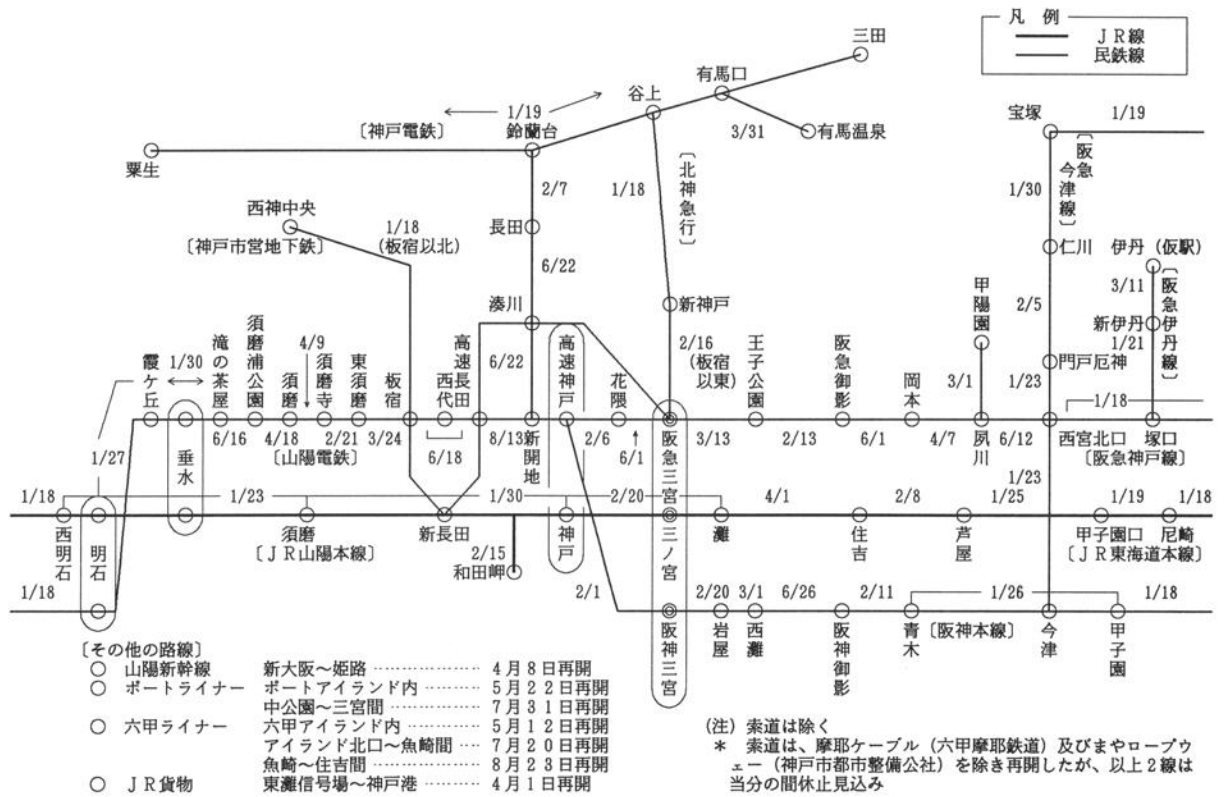 凡 例
JR線
民鉄線
三田
有馬口
谷上
1/19
〔神戸電鉄〕
鈴蘭台
3/31
有馬温泉
宝塚
1/19
粟生
〔阪急今津線〕
2/7
1/18
〔北神急行〕
1/30
西神中央
1/18
(板宿以北)
〔神戸市営地下鉄〕
長田
仁川
伊丹(仮駅)
6/22
甲陽園
3/11
〔阪急伊丹線〕
湊川
新神戸
2/5
新伊丹
1/21
霞ケ丘
1/30
滝の茶屋
須磨浦公園
須磨
4/9
須磨寺
東須磨
板宿
西代
高速長田
6/22
高速神戸
花隈
2/16
(板宿以東)
王子公園
阪急御影
岡本
3/1
門戸厄神
1/23
1/18
6/16
4/18
2/21
3/24
6/18
8/13
新開地
2/6
6/1
阪急三宮
3/13
2/13
6/1
4/7
夙川
6/12
西宮北口
塚口
〔山陽電鉄〕
〔阪急神戸線〕
1/27
垂水
1/23
1/18
1/23
1/30
2/20
4/1
2/8
1/25
1/19
1/18
西明石
明石
須磨
新長田
神戸
三ノ宮
灘
住吉
芦屋
甲子園口
尼崎
〔JR山陽本線〕
2/15
和田岬
〔JR東海道本線〕
1/18
2/1
2/20
3/1
6/26
2/11
1/26
1/18
阪神三宮
岩屋
西灘
阪神御影
青木
〔阪神本線〕
今津
甲子園
〔その他の路線〕
○ 山陽新幹線 新大阪~姫路 ………… 4月8日再開
○ ポートライナー ポートアイランド内 ……… 5月22日再開
中公園~三宮間 ………… 7月31日再開
○ 六甲ライナー 六甲アイランド内 ……… 5月12日再開
アイランド北口~魚崎間 …… 7月20日再開
魚崎~住吉間 ………… 8月23日再開
○ JR貨物 東灘信号場~神戸港 ……… 4月1日再開
(注) 索道は除く
* 索道は、摩耶ケーブル(六甲摩耶鉄道)及びまやロープウ
ェー(神戸市都市整備公社)を除き再開したが、以上2線は
当分の間休止見込み